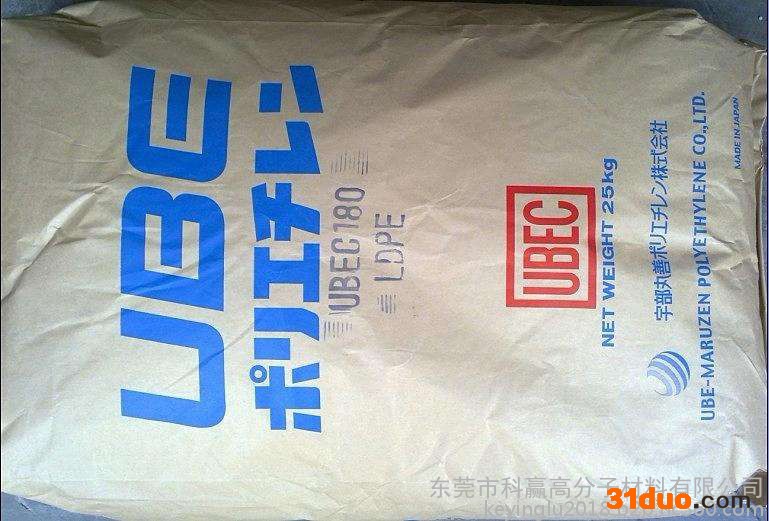 UBE
ポリエチレン
UBEC180
LDPE
UBEC
NET WEIGHT 25kg
宇部丸善ポリエチレン株式会社
UBE-MARUZEN POLYETHYLENE CO.,LTD.
MADE IN JAPAN
东莞市科赢高分子材料有限公司
31duo.com